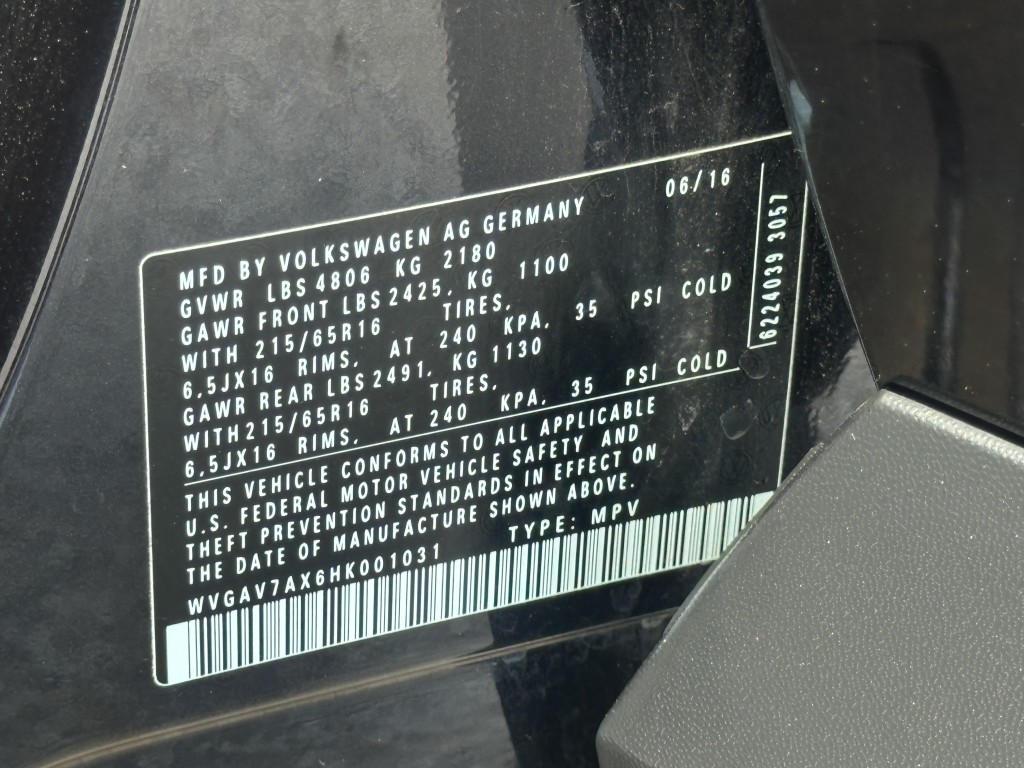 06/16
MFD BY VOLKSWAGEN AG GERMANY
GVWR LBS 4806 KG 2180
GAWR FRONT LBS 2425, KG 1100
WITH 215/65R16 TIRES,
6,5JX16 RIMS, AT 240 KPA, 35 PSI COLD
GAWR REAR LBS 2491, KG 1130
WITH 215/65R16 TIRES,
6,5JX16 RIMS, AT 240 KPA, 35 PSI COLD
THIS VEHICLE CONFORMS TO ALL APPLICABLE
U.S. FEDERAL MOTOR VEHICLE SAFETY AND
THEFT PREVENTION STANDARDS IN EFFECT ON
THE DATE OF MANUFACTURE SHOWN ABOVE.
WVGAV7AX6HK001031 TYPE: MPV
6224039 3057